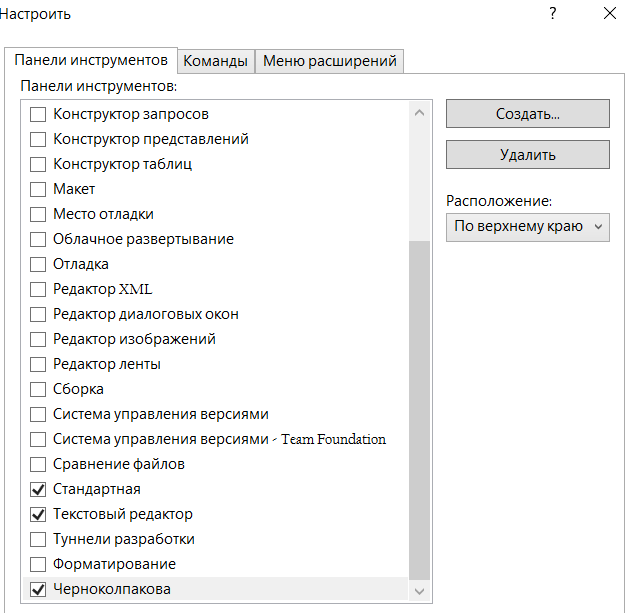 Настроить
?
Панели инструментов
Команды
Меню расширений
Панели инструментов:
Конструктор запросов
Конструктор представлений
Конструктор таблиц
Макет
Место отладки
Облачное развертывание
Отладка
Редактор XML
Редактор диалоговых окон
Редактор изображений
Редактор ленты
Сборка
Система управления версиями
Система управления версиями - Team Foundation
Сравнение файлов
Стандартная
Текстовый редактор
Туннели разработки
Форматирование
Черноколпакова
Создать...
Удалить
Расположение:
По верхнему краю